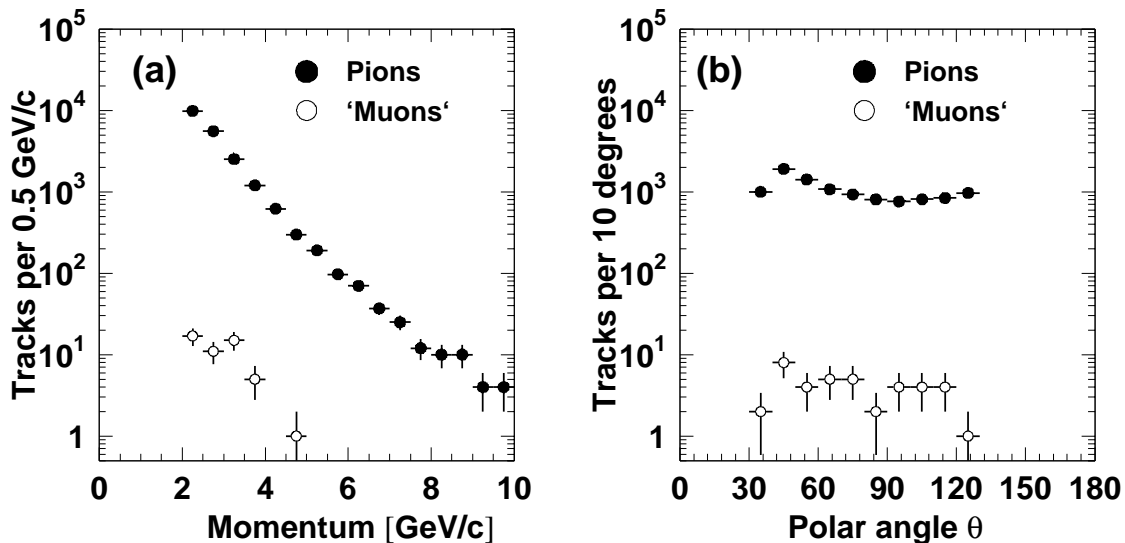 (a)
Pions
‘Muons‘
Tracks per 0.5 GeV/c
10^5
10^4
10^3
10^2
10
1
0 2 4 6 8 10
Momentum [GeV/c]
(b)
Pions
‘Muons‘
Tracks per 10 degrees
10^5
10^4
10^3
10^2
10
1
0 30 60 90 120 150 180
Polar angle θ